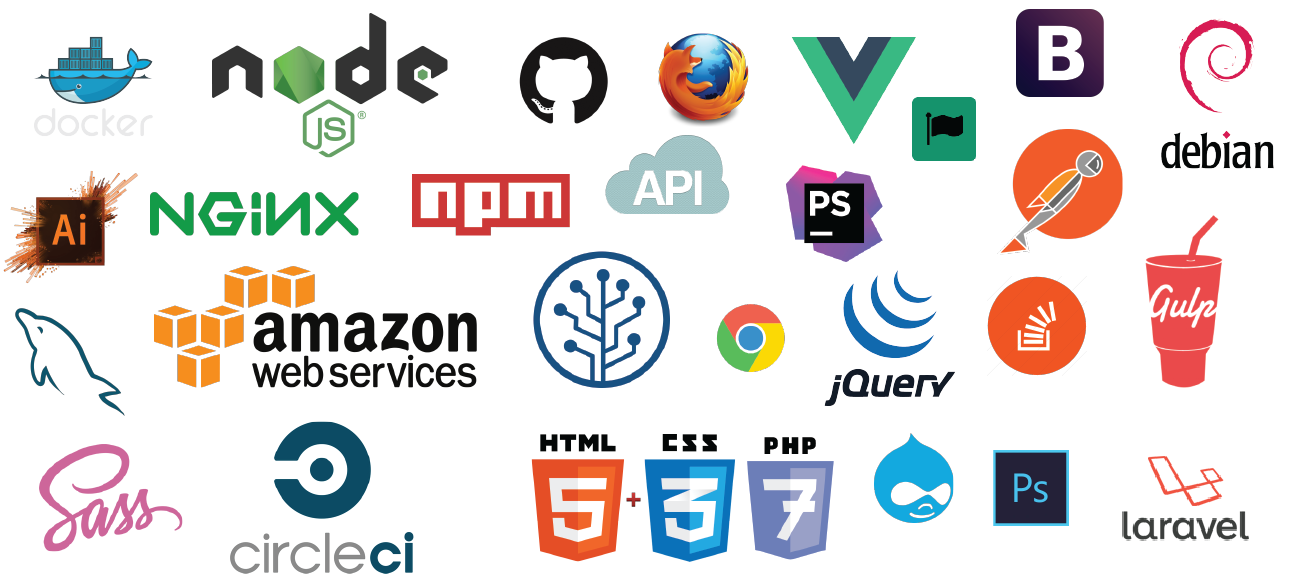 docker
node
JS®
B
debian
Ai
NGiNX
npm
API
PS
Gulp
amazon
web services
jQuery
Sass
circleci
HTML
5
+
CSS
3
PHP
7
Ps
laravel